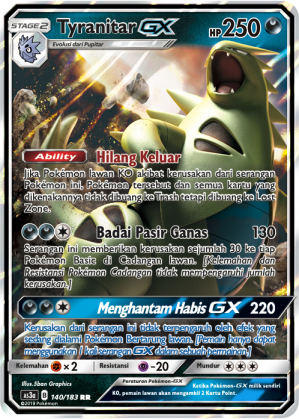 STAGE2
Tyranitar GX
HP 250
Evolusi dari Pupitar
Ability Hilang Keluar
Jika Pokémon lawan KO akibat kerusakan dari serangan
Pokémon ini, Pokémon tersebut dan semua kartu yang
dikenakannya tidak dibuang ke Trash tetapi dibuang ke Lost
Zone.
Badai Pasir Ganas 130
Serangan ini memberikan kerusakan sejumlah 30 ke tiap
Pokémon Basic di Cadangan lawan. [Kelemahan dan
Resistansi Pokémon Cadangan tidak mempengaruhi jumlah
kerusakan.]
Menghantam Habis GX 220
Kerusakan dari serangan ini tidak terpengaruh oleh efek yang
sedang dialami Pokémon Bertarung lawan. [Pemain hanya dapat
menggunakan 1 kali serangan GX dalam sebuah permainan.]
Kelemahan ×2 Resistansi -20 Mundur
Illus. 5ban Graphics
Peraturan Pokémon-GX
Ketika Pokémon-GX milik sendiri
KO, pemain lawan akan mengambil 2 Kartu Point.
AS3a D 140/183 RR
©2019 Pokémon